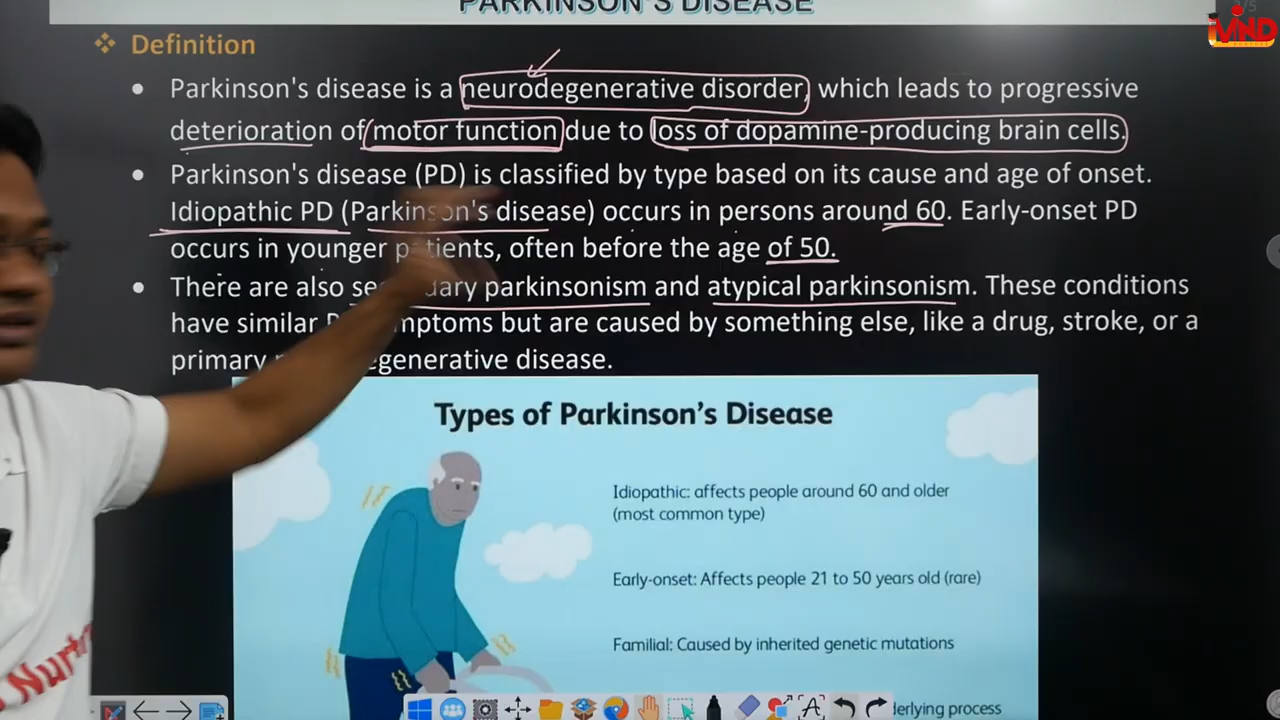 PARKINSON'S DISEASE
Definition
Parkinson's disease is a neurodegenerative disorder, which leads to progressive
deterioration of motor function due to loss of dopamine-producing brain cells.
Parkinson's disease (PD) is classified by type based on its cause and age of onset.
Idiopathic PD (Parkinson's disease) occurs in persons around 60. Early-onset PD
occurs in younger patients, often before the age of 50.
There are also secondary parkinsonism and atypical parkinsonism. These conditions
have similar symptoms but are caused by something else, like a drug, stroke, or a
primary disease.
Types of Parkinson's Disease
Idiopathic: affects people around 60 and older
(most common type)
Early-onset: Affects people 21 to 50 years old (rare)
Familial: Caused by inherited genetic mutations
process
MIND